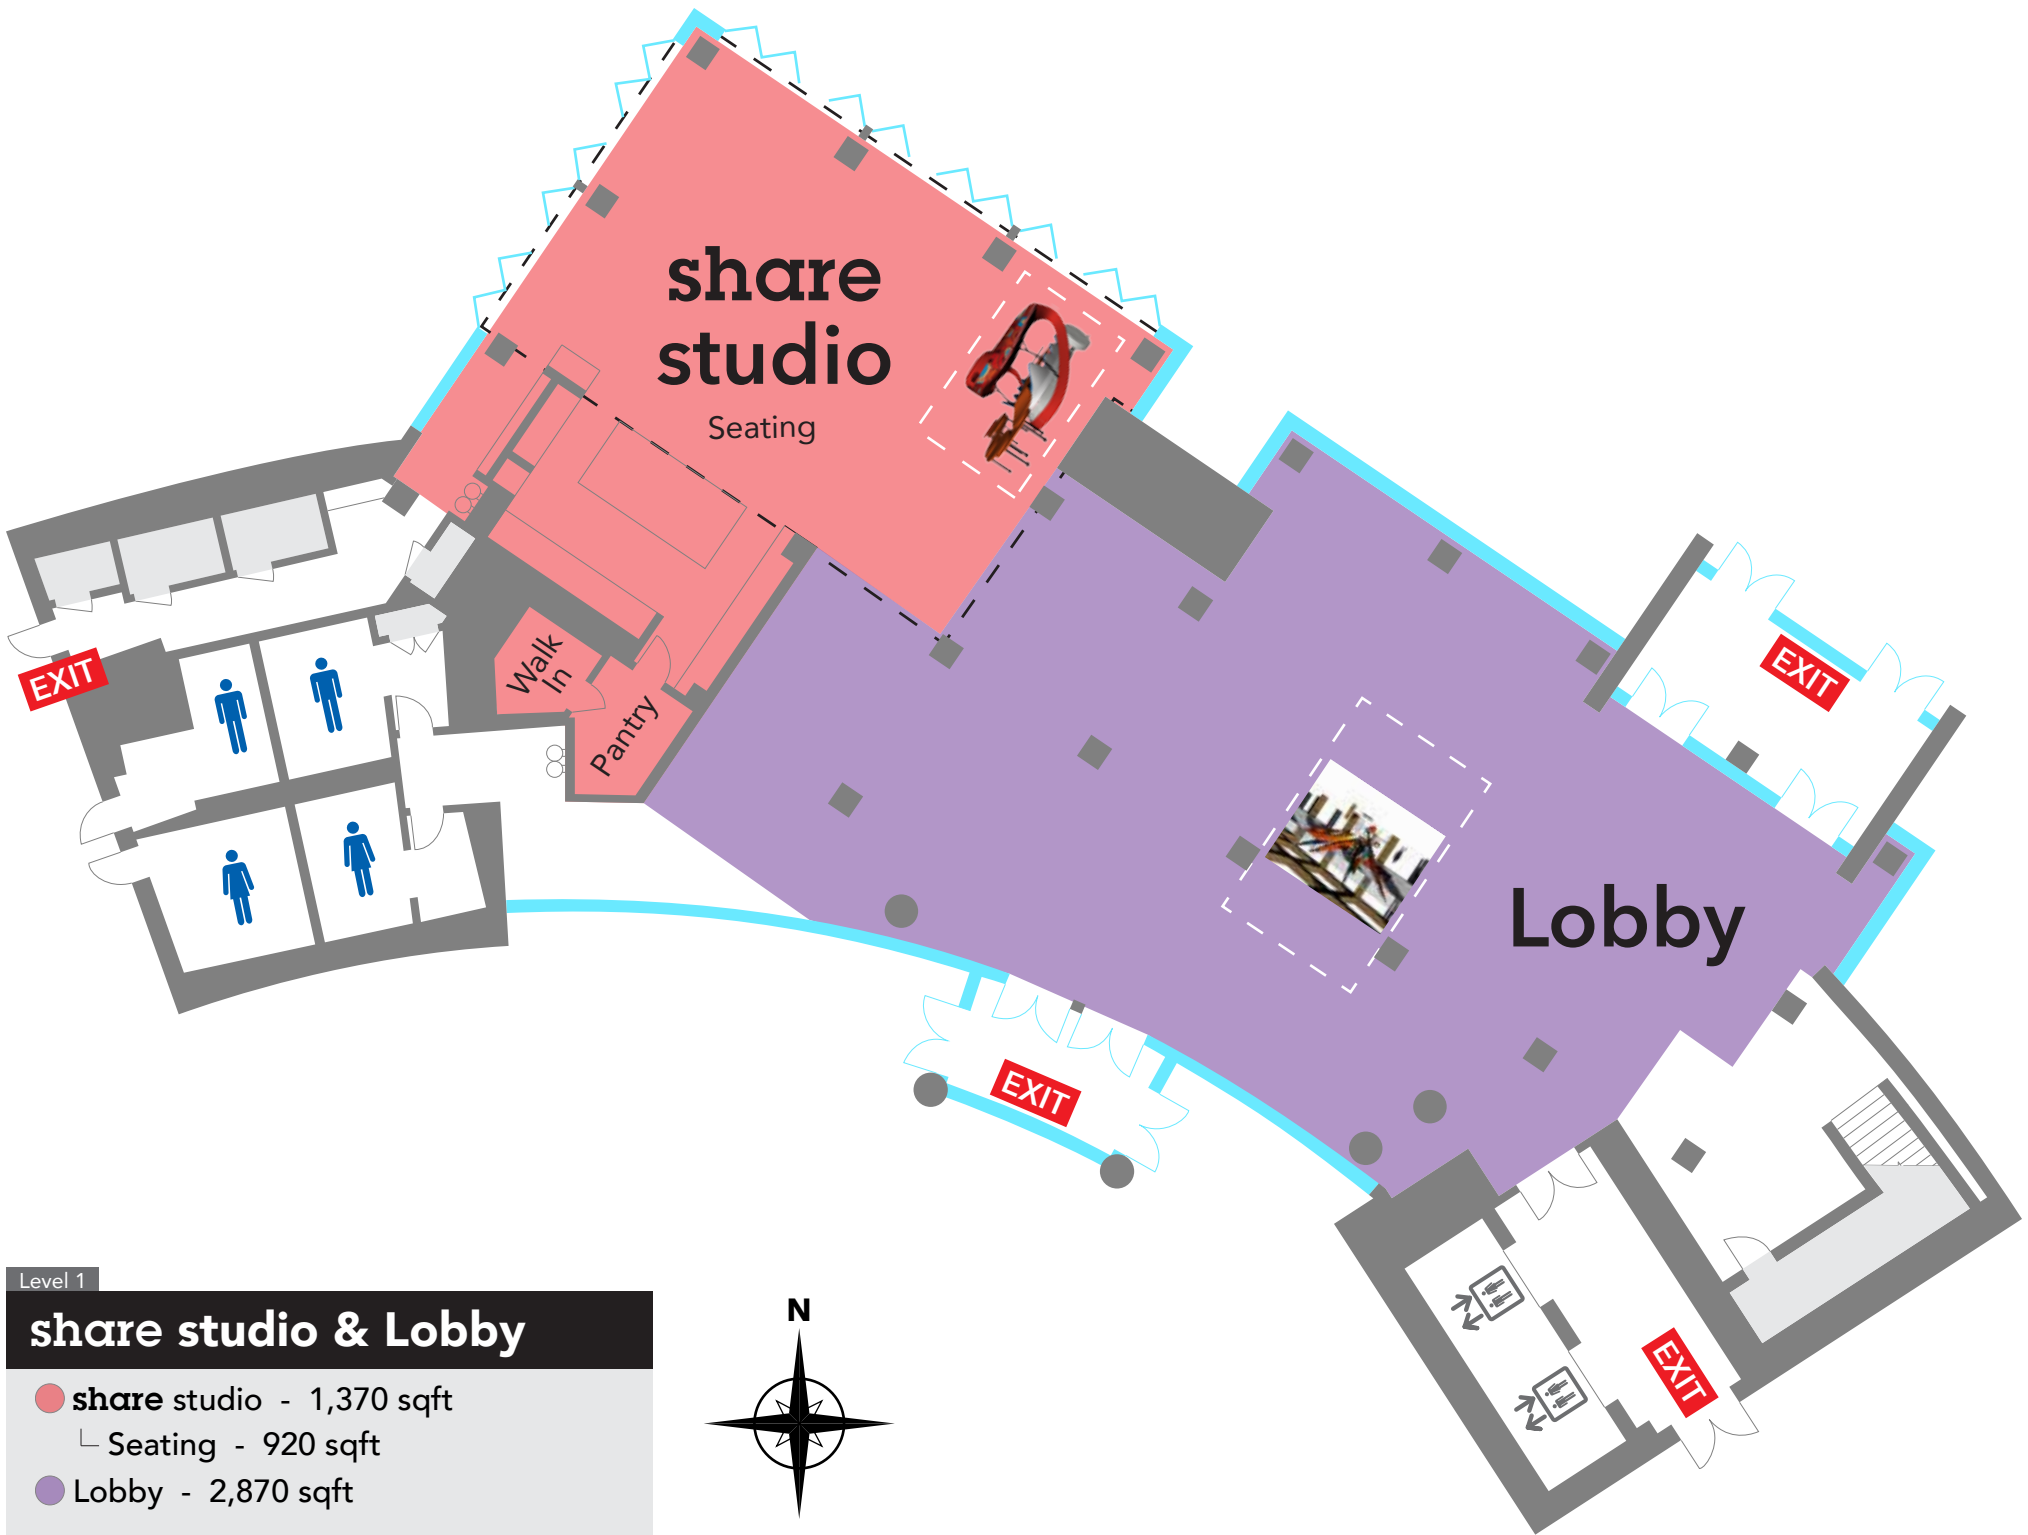 share
studio
Seating
EXIT
EXIT
Walk
In
Pantry
Lobby
EXIT
EXIT
Level 1
share studio & Lobby
share studio - 1,370 sqft
Seating - 920 sqft
Lobby - 2,870 sqft
N